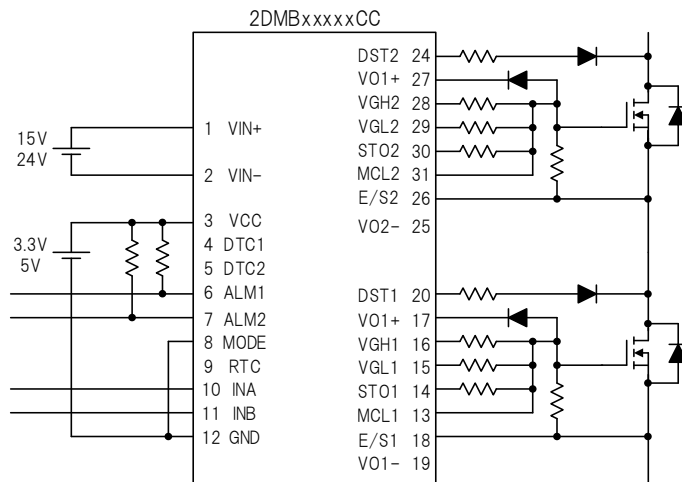 2DMBxxxxxCC
15V
24V
1 VIN+
2 VIN-
3.3V
5V
3 VCC
4 DTC1
5 DTC2
6 ALM1
7 ALM2
8 MODE
9 RTC
10 INA
11 INB
12 GND
DST2 24
VO1+ 27
VGH2 28
VGL2 29
STO2 30
MCL2 31
E/S2 26
VO2- 25
DST1 20
VO1+ 17
VGH1 16
VGL1 15
STO1 14
MCL1 13
E/S1 18
VO1- 19